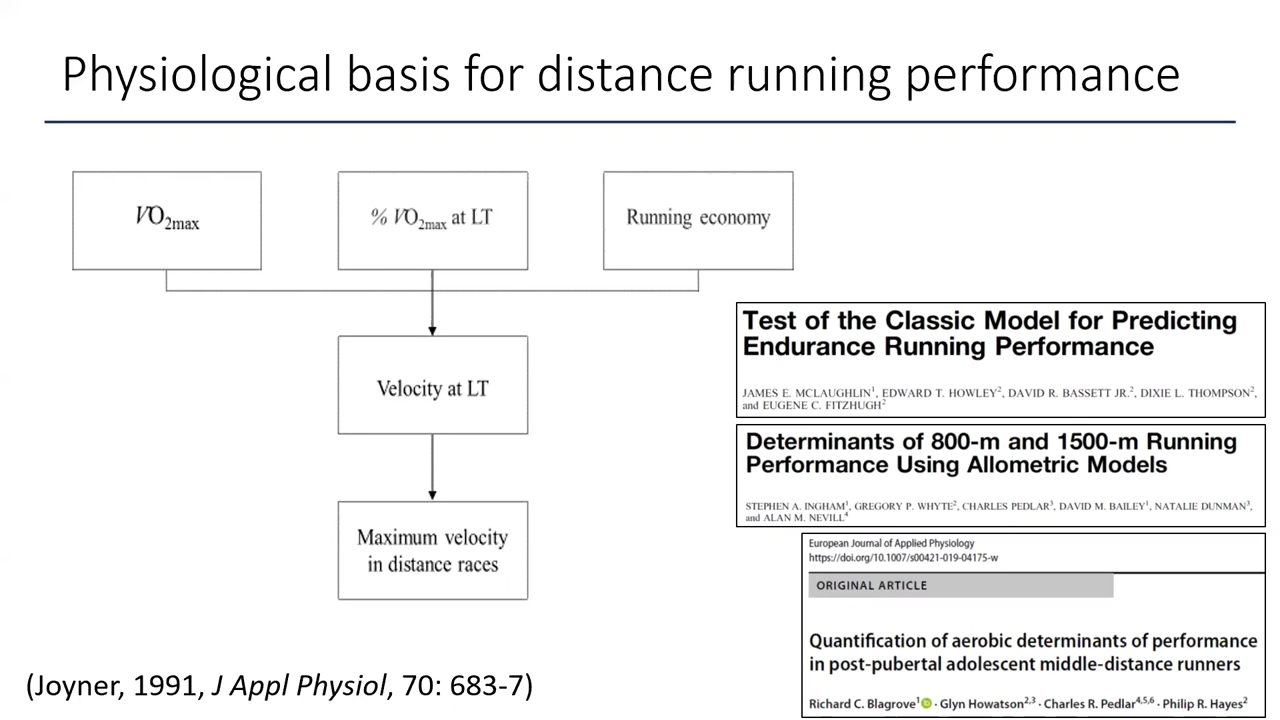 Physiological basis for distance running performance
V̇O2max
% V̇O2max at LT
Running economy
Velocity at LT
Maximum velocity
in distance races
(Joyner, 1991, J Appl Physiol, 70: 683-7)
Test of the Classic Model for Predicting
Endurance Running Performance
JAMES E. MCLAUGHLIN1, EDWARD T. HOWLEY2, DAVID R. BASSETT JR.2, DIXIE L. THOMPSON2,
and EUGENE C. FITZHUGH2
Determinants of 800-m and 1500-m Running
Performance Using Allometric Models
STEPHEN A. INGHAM1, GREGORY P. WHYTE2, CHARLES PEDLAR3, DAVID M. BAILEY1, NATALIE DUNMAN3,
and ALAN M. NEVILL4
European Journal of Applied Physiology
https://doi.org/10.1007/s00421-019-04175-w
ORIGINAL ARTICLE
Quantification of aerobic determinants of performance
in post-pubertal adolescent middle-distance runners
Richard C. Blagrove1 · Glyn Howatson2,3 · Charles R. Pedlar4,5,6 · Philip R. Hayes2